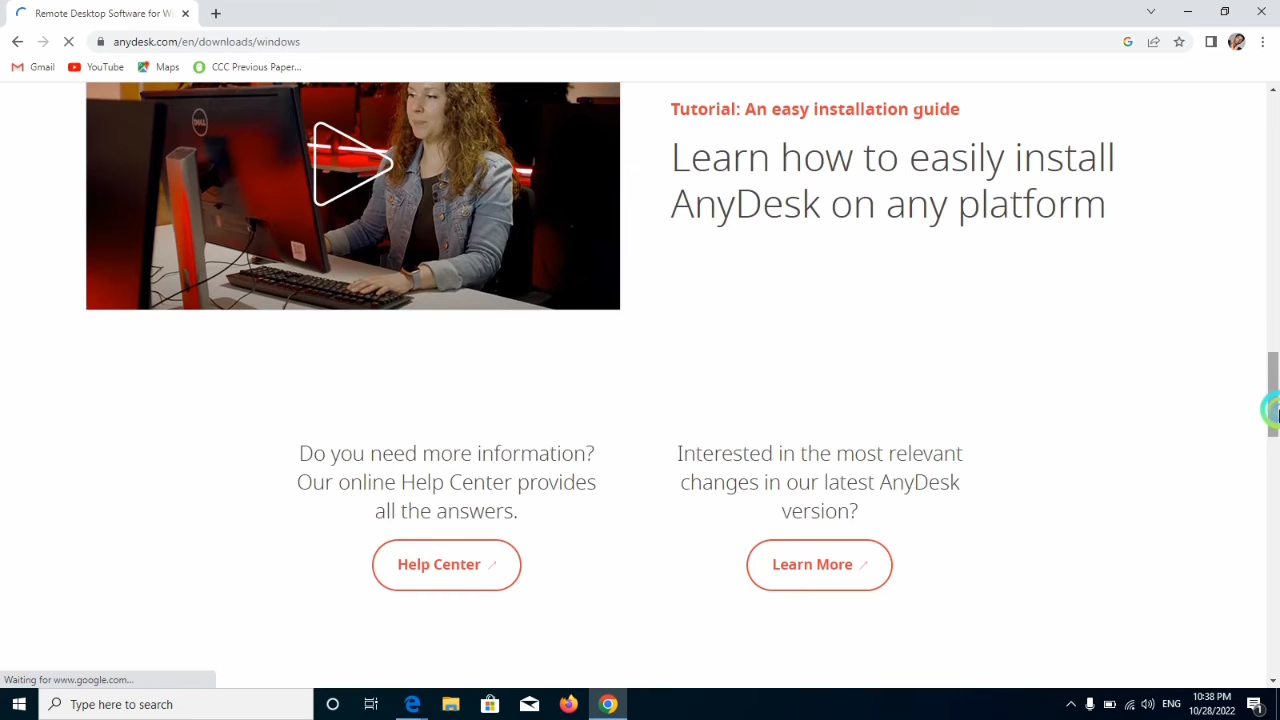 Remote Desktop Software for Wi
anydesk.com/en/downloads/windows
Gmail
YouTube
Maps
CCC Previous Paper...
DELL
Tutorial: An easy installation guide
Learn how to easily install
AnyDesk on any platform
Do you need more information?
Our online Help Center provides
all the answers.
Help Center
Interested in the most relevant
changes in our latest AnyDesk
version?
Learn More
Waiting for www.google.com...
Type here to search
ENG
10:38 PM
10/28/2022
1